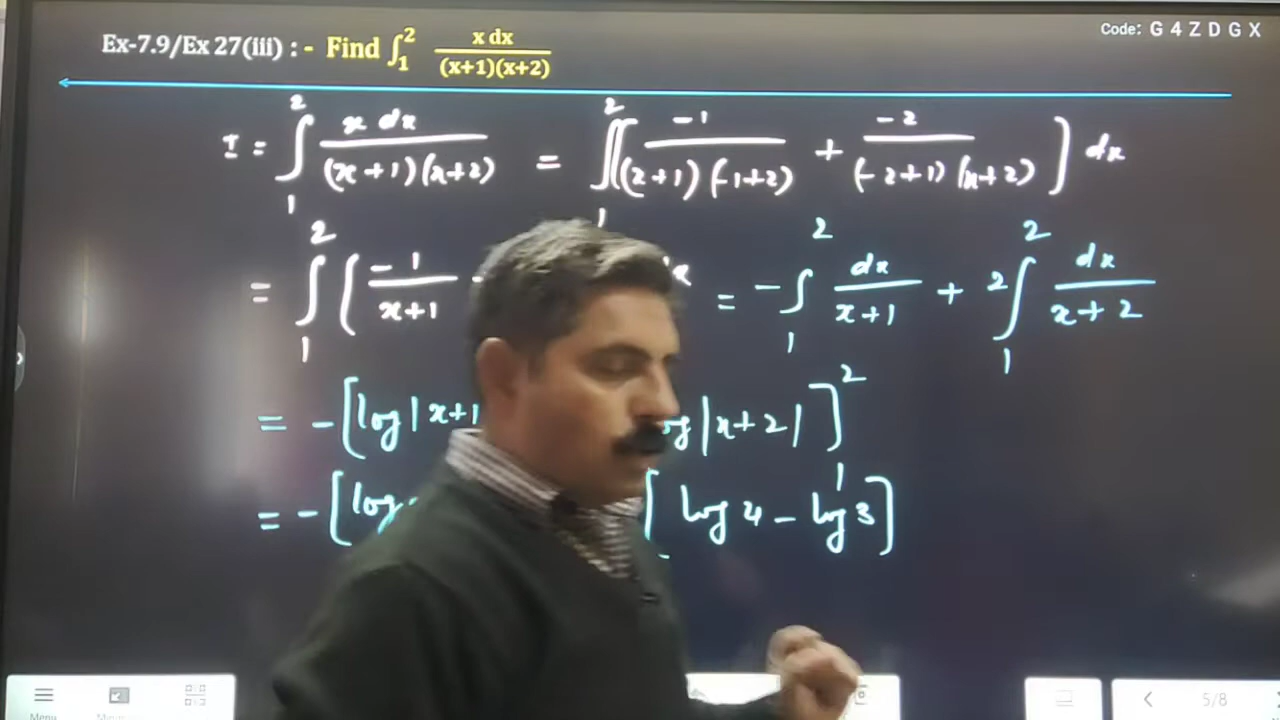 Code: G 4 Z D G X
Ex-7.9/Ex 27(iii) : - Find ∫₁² x dx / (x+1)(x+2)
I = ∫₁² x dx / (x+1)(x+2) = ∫₁² [ -1 / (x+1)(-1+2) + -2 / (-2+1)(x+2) ] dx
= ∫₁² ( -1 / x+1 = - ∫₁² dx / x+1 + 2 ∫₁² dx / x+2
= - [log |x+1 |x+2| ]₁²
= - [log [ log 4 - log 3 ]
5/8